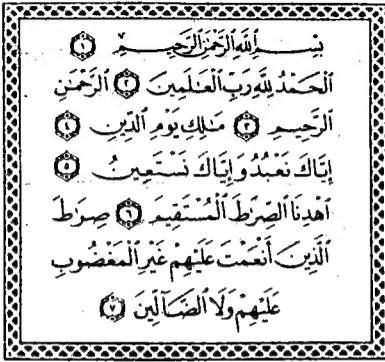 بِسْمِ ٱللَّهِ ٱلرَّحْمَٰنِ ٱلرَّحِيمِ ١
ٱلْحَمْدُ لِلَّهِ رَبِّ ٱلْعَٰلَمِينَ ٢ ٱلرَّحْمَٰنِ
ٱلرَّحِيمِ ٣ مَٰلِكِ يَوْمِ ٱلدِّينِ ٤
إِيَّاكَ نَعْبُدُ وَإِيَّاكَ نَسْتَعِينُ ٥
ٱهْدِنَا ٱلصِّرَٰطَ ٱلْمُسْتَقِيمَ ٦ صِرَٰطَ
ٱلَّذِينَ أَنْعَمْتَ عَلَيْهِمْ غَيْرِ ٱلْمَغْضُوبِ
عَلَيْهِمْ وَلَا ٱلضَّآلِّينَ ٧